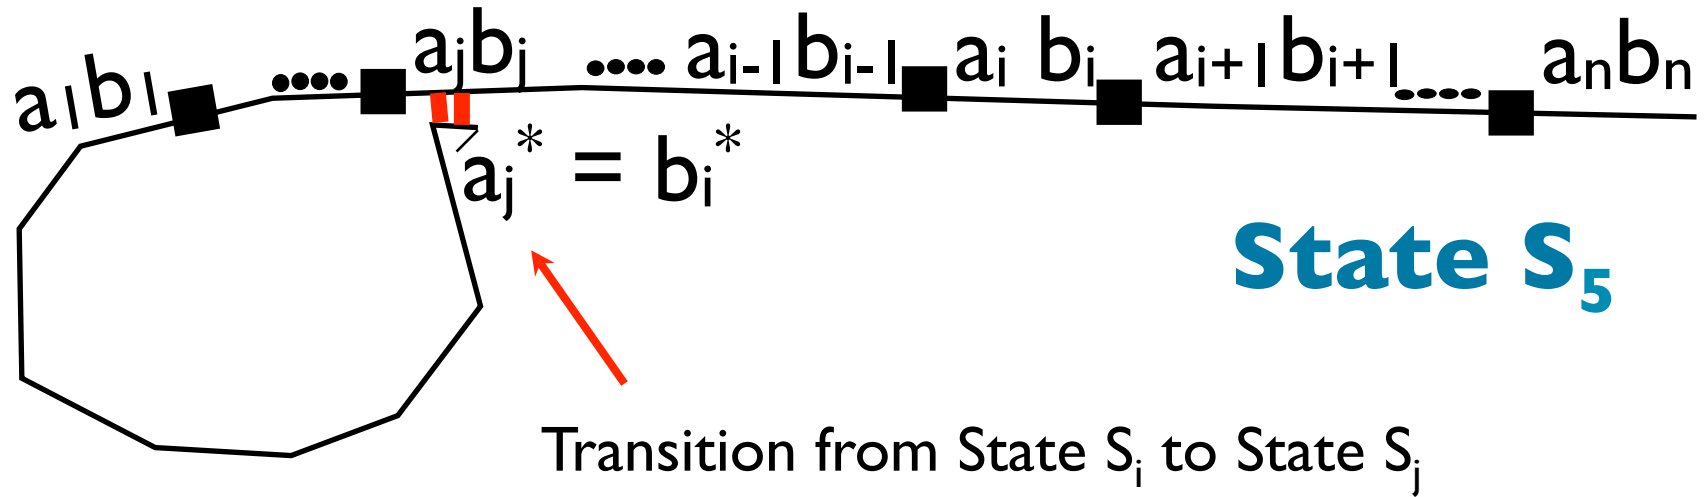 a₁b₁ •••• aⱼbⱼ •••• aᵢ₋₁bᵢ₋₁ aᵢ bᵢ aᵢ₊₁bᵢ₊₁ •••• aₙbₙ
aⱼ* = bᵢ*
State S₅
Transition from State Sᵢ to State Sⱼ